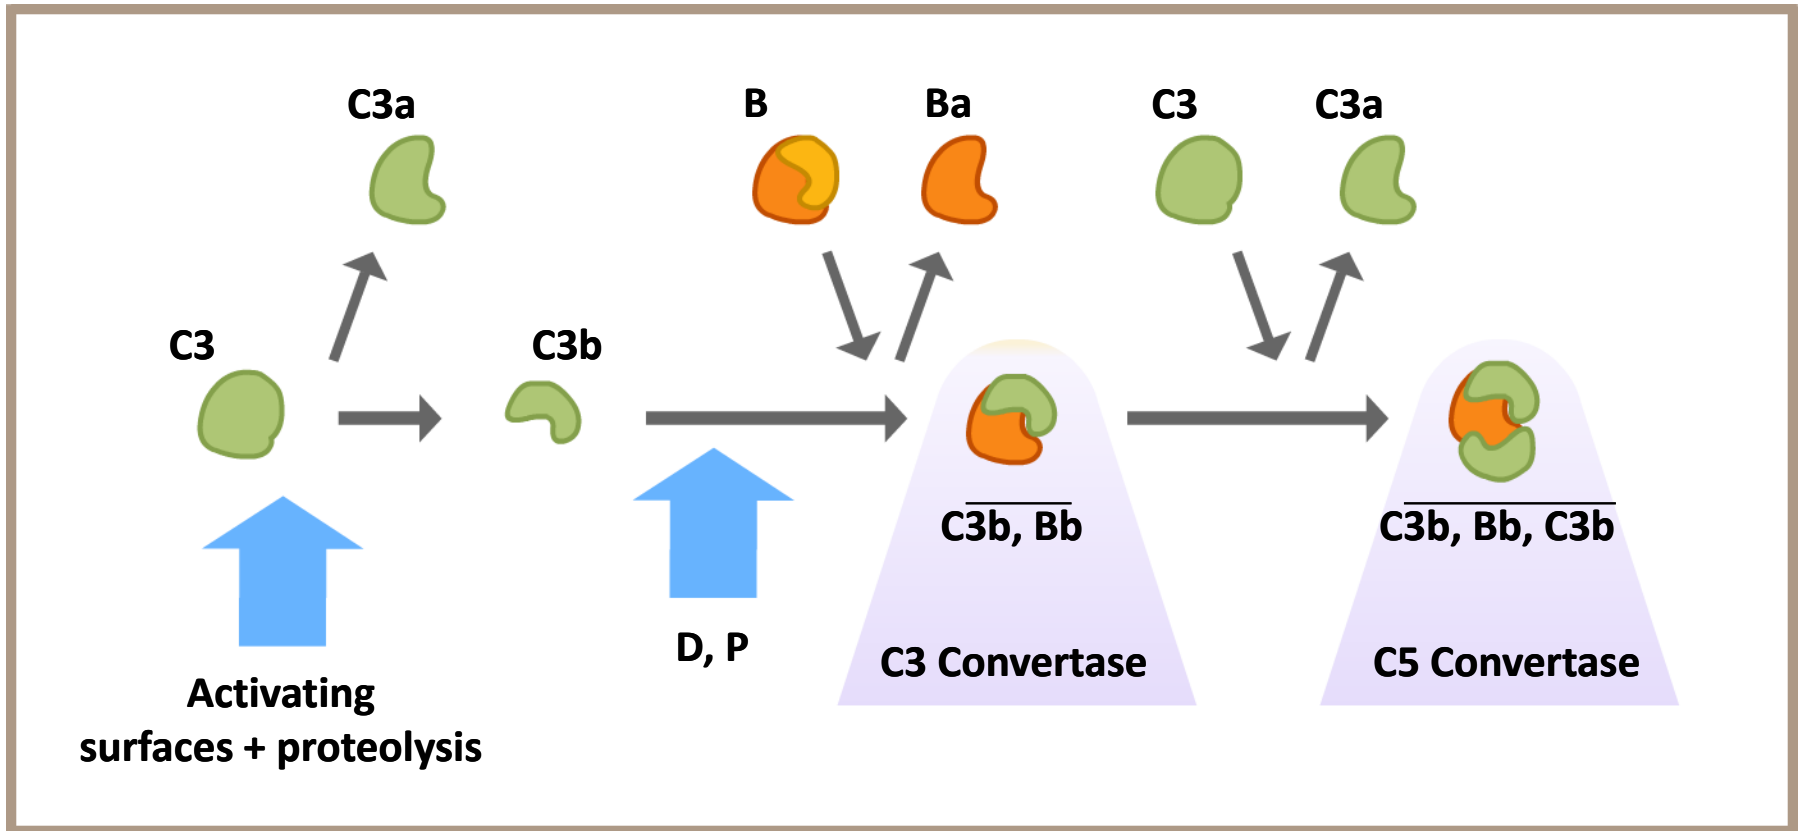 C3a
B
Ba
C3
C3a
C3
C3b
C3b, Bb
C3b, Bb, C3b
D, P
C3 Convertase
C5 Convertase
Activating
surfaces + proteolysis